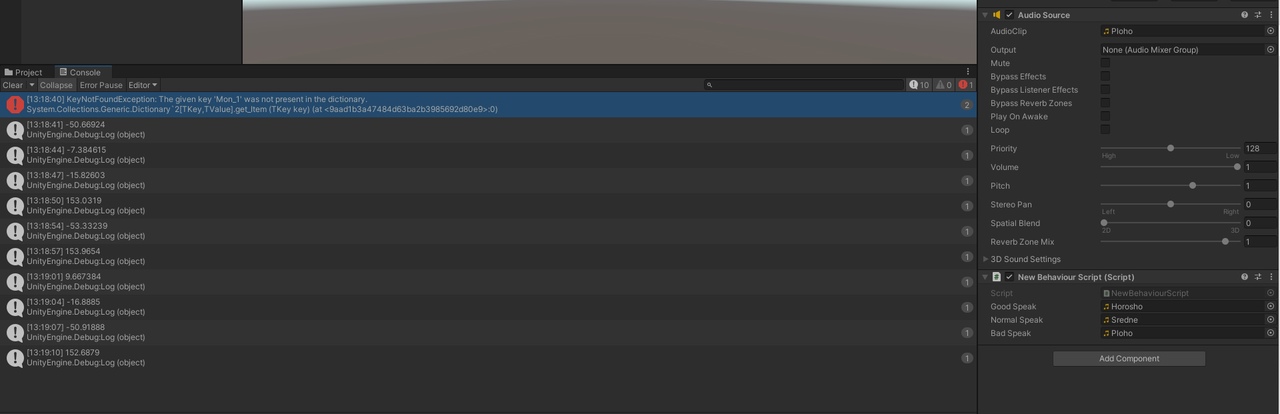 Project
Console
Clear
Collapse
Error Pause
Editor
10
0
1
[13:18:40] KeyNotFoundException: The given key 'Mon_1' was not present in the dictionary.
System.Collections.Generic.Dictionary`2[TKey,TValue].get_Item (TKey key) (at <9aad1b3a47484d63ba2b3985692d80e9>:0)
2
[13:18:41] -50.66924
UnityEngine.Debug:Log (object)
1
[13:18:44] -7.384615
UnityEngine.Debug:Log (object)
1
[13:18:47] -15.82603
UnityEngine.Debug:Log (object)
1
[13:18:50] 153.0319
UnityEngine.Debug:Log (object)
1
[13:18:54] -53.33239
UnityEngine.Debug:Log (object)
1
[13:18:57] 153.9654
UnityEngine.Debug:Log (object)
1
[13:19:01] 9.667384
UnityEngine.Debug:Log (object)
1
[13:19:04] -16.8885
UnityEngine.Debug:Log (object)
1
[13:19:07] -50.91888
UnityEngine.Debug:Log (object)
1
[13:19:10] 152.6879
UnityEngine.Debug:Log (object)
1
Audio Source
AudioClip Ploho
Output None (Audio Mixer Group)
Mute
Bypass Effects
Bypass Listener Effects
Bypass Reverb Zones
Play On Awake
Loop
Priority 128
High Low
Volume 1
Pitch 1
Stereo Pan 0
Left Right
Spatial Blend 0
2D 3D
Reverb Zone Mix 1
3D Sound Settings
New Behaviour Script (Script)
Script NewBehaviourScript
Good Speak Horosho
Normal Speak Sredne
Bad Speak Ploho
Add Component